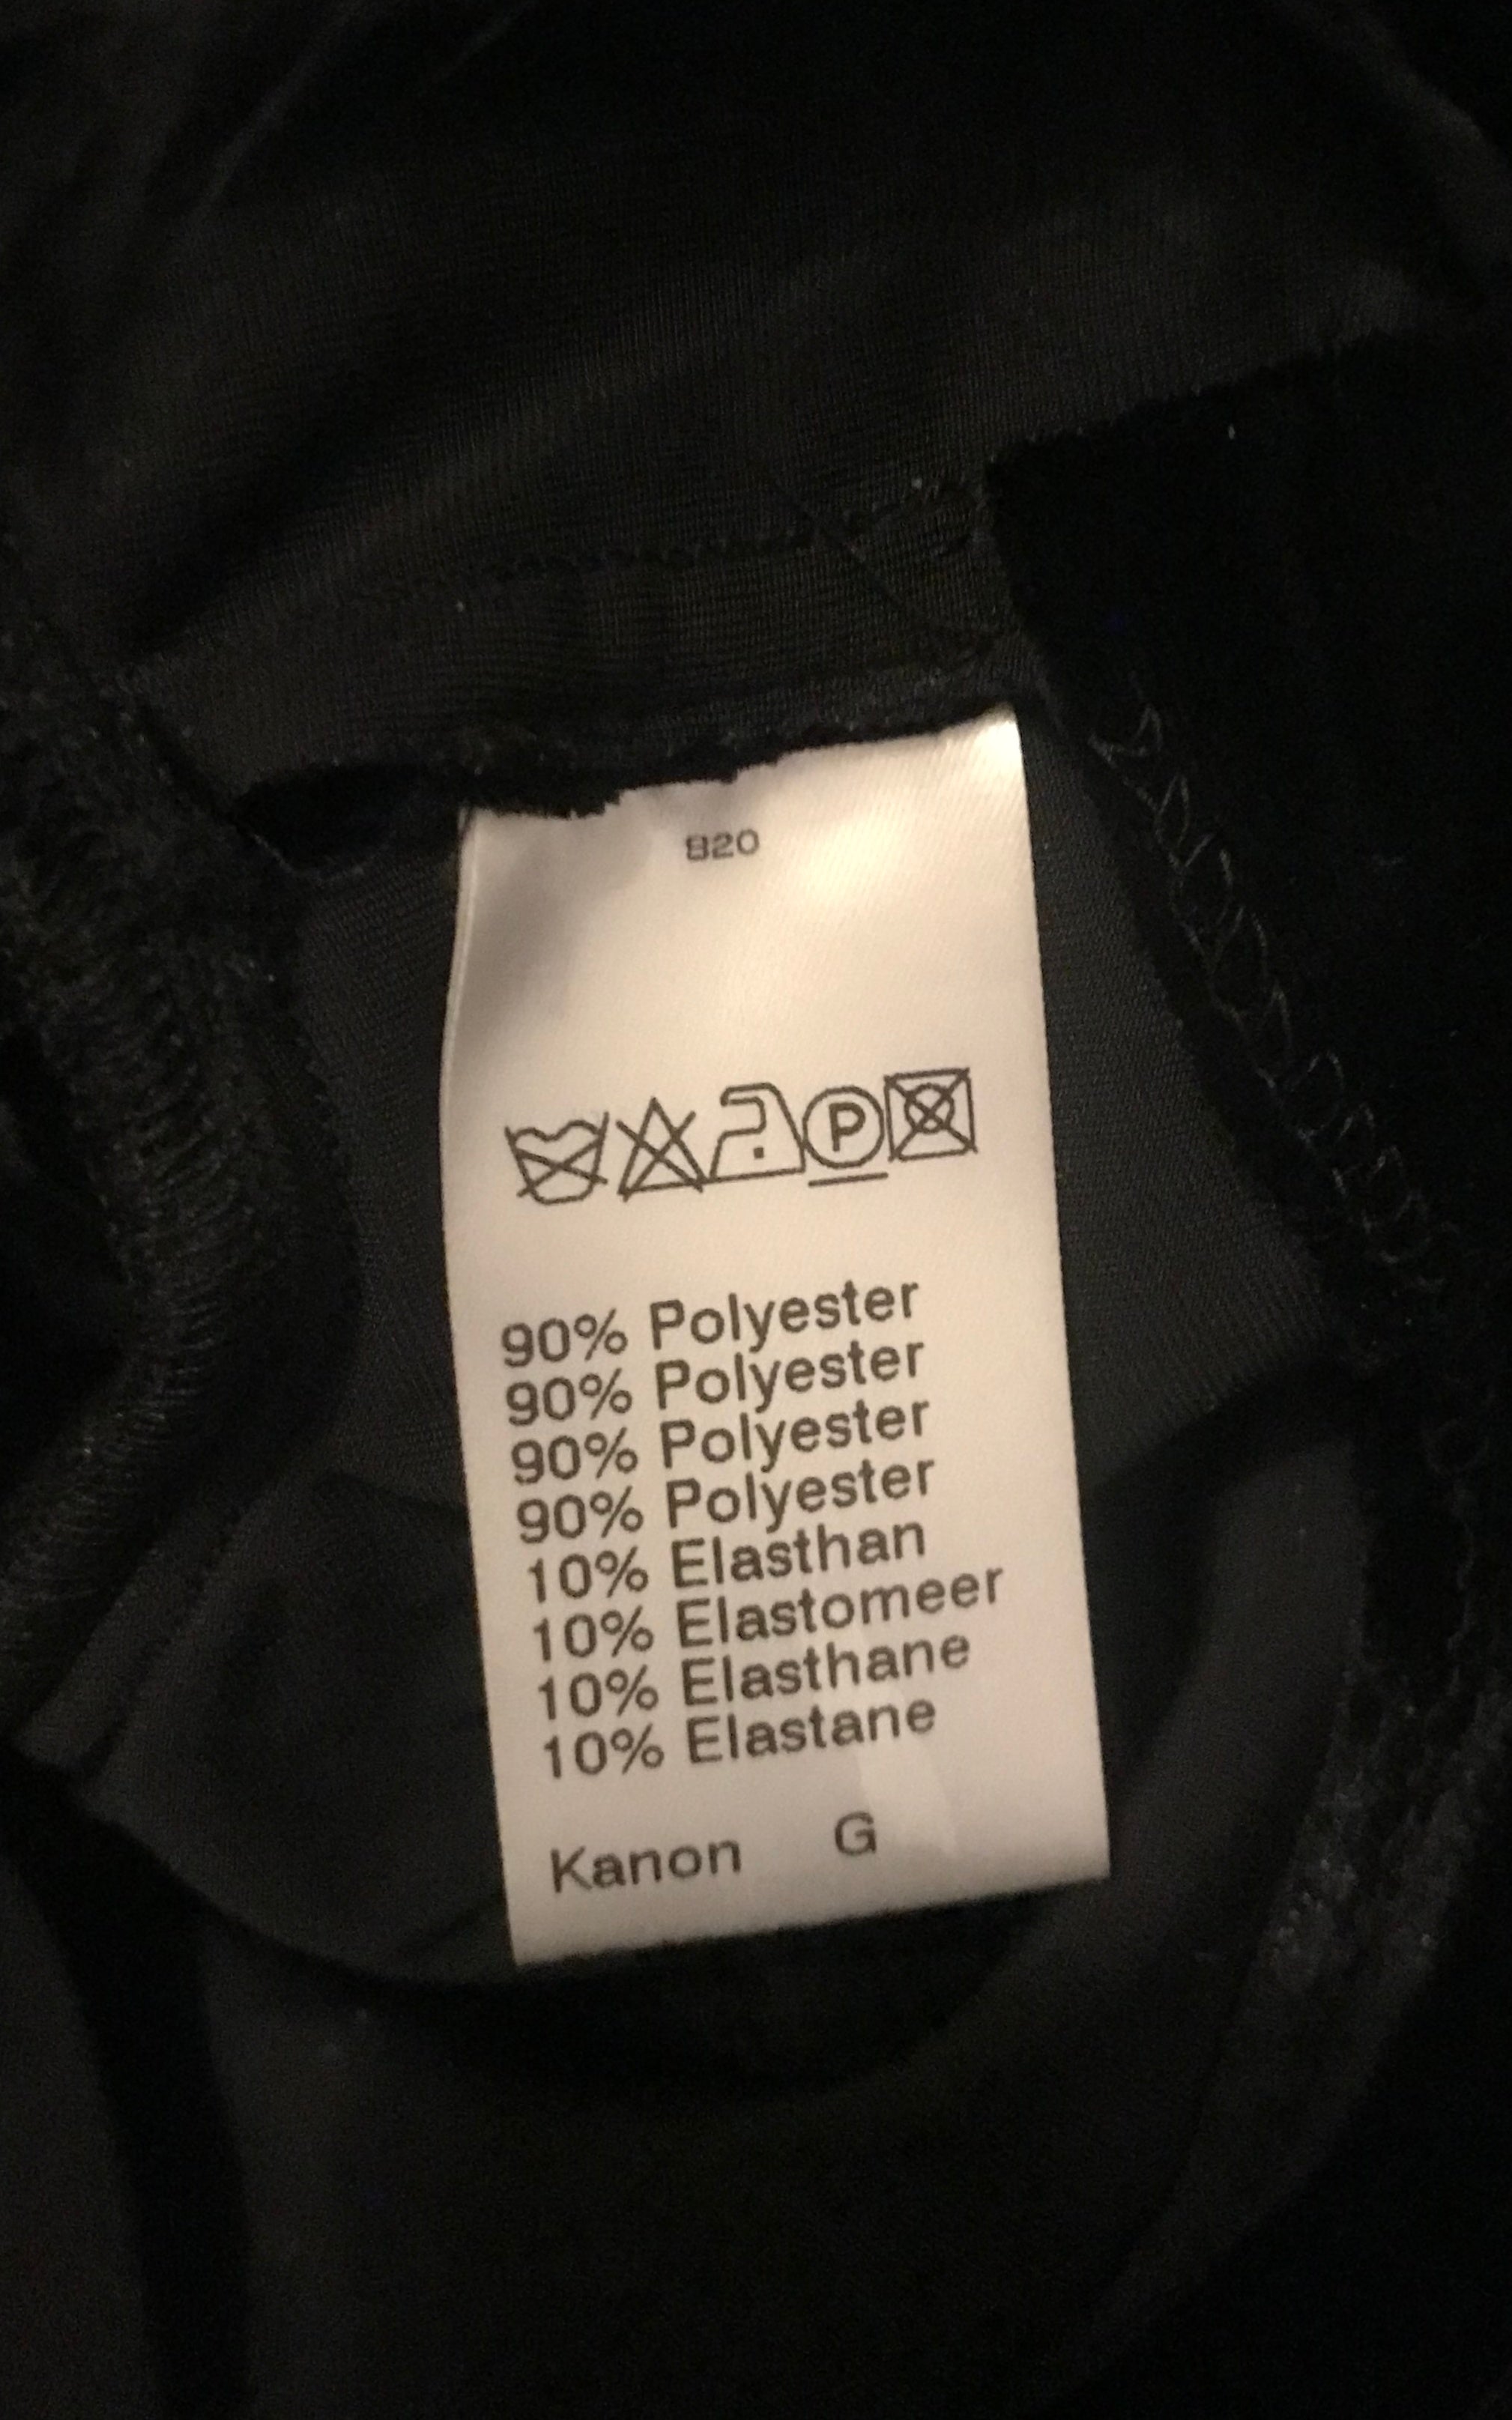 820
P
90% Polyester
90% Polyester
90% Polyester
90% Polyester
10% Elasthan
10% Elastomeer
10% Elasthane
10% Elastane
Kanon G